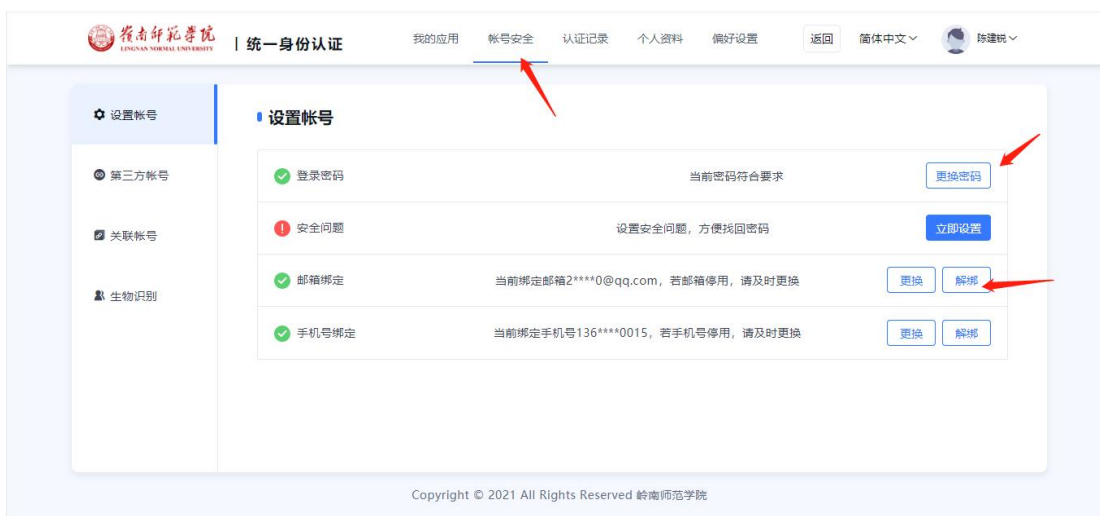 岭南师范学院
LINGNAN NORMAL UNIVERSITY
| 统一身份认证 我的应用 帐号安全 认证记录 个人资料 偏好设置 返回 简体中文 陈建锐
设置帐号
第三方帐号
关联帐号
生物识别
设置帐号
登录密码 当前密码符合要求 更换密码
安全问题 设置安全问题，方便找回密码 立即设置
邮箱绑定 当前绑定邮箱2****0@qq.com，若邮箱停用，请及时更换 更换 解绑
手机号绑定 当前绑定手机号136****0015，若手机号停用，请及时更换 更换 解绑
Copyright © 2021 All Rights Reserved 岭南师范学院